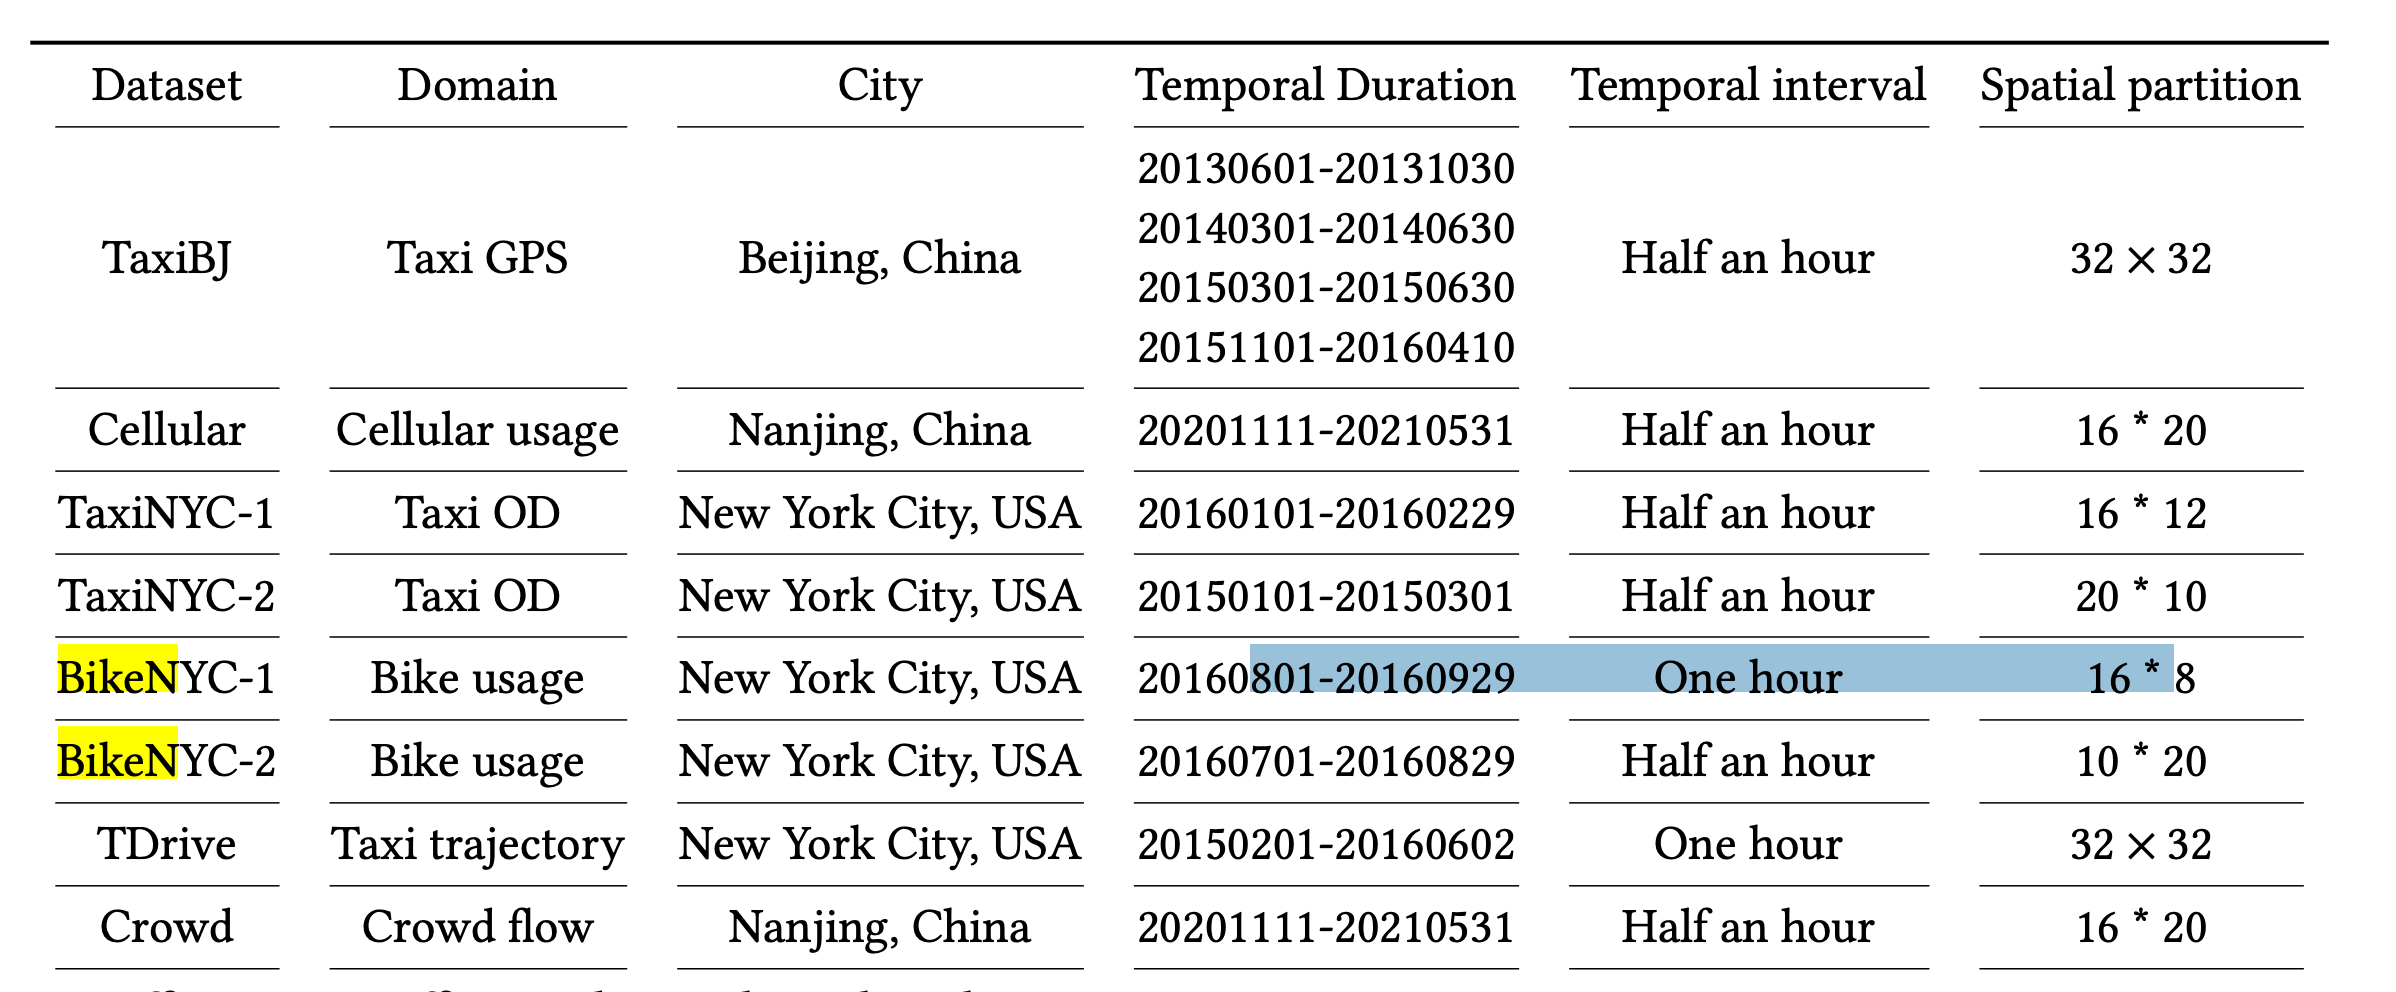 Dataset Domain City Temporal Duration Temporal interval Spatial partition
20130601-20131030
20140301-20140630
TaxiBJ Taxi GPS Beijing, China Half an hour 32 × 32
20150301-20150630
20151101-20160410
Cellular Cellular usage Nanjing, China 20201111-20210531 Half an hour 16 * 20
TaxiNYC-1 Taxi OD New York City, USA 20160101-20160229 Half an hour 16 * 12
TaxiNYC-2 Taxi OD New York City, USA 20150101-20150301 Half an hour 20 * 10
BikeNYC-1 Bike usage New York City, USA 20160801-20160929 One hour 16 * 8
BikeNYC-2 Bike usage New York City, USA 20160701-20160829 Half an hour 10 * 20
TDrive Taxi trajectory New York City, USA 20150201-20160602 One hour 32 × 32
Crowd Crowd flow Nanjing, China 20201111-20210531 Half an hour 16 * 20